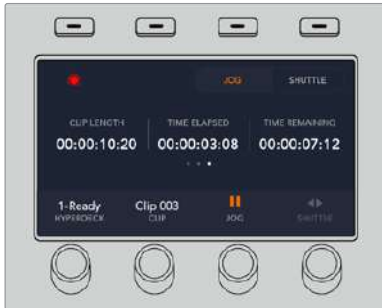 JOG SHUTTLE
CLIP LENGTH TIME ELAPSED TIME REMAINING
00:00:10:20 00:00:03:08 00:00:07:12
1-Ready Clip 003
HYPERDECK CLIP JOG SHUTTLE